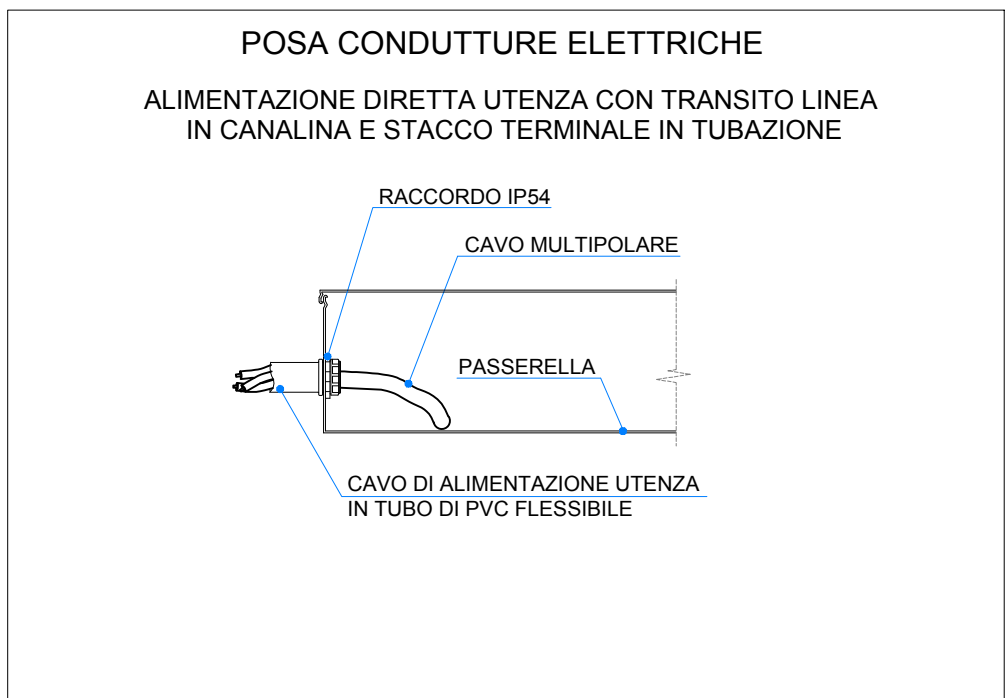 POSA CONDUTTURE ELETTRICHE
ALIMENTAZIONE DIRETTA UTENZA CON TRANSITO LINEA
IN CANALINA E STACCO TERMINALE IN TUBAZIONE
RACCORDO IP54
CAVO MULTIPOLARE
PASSERELLA
CAVO DI ALIMENTAZIONE UTENZA
IN TUBO DI PVC FLESSIBILE